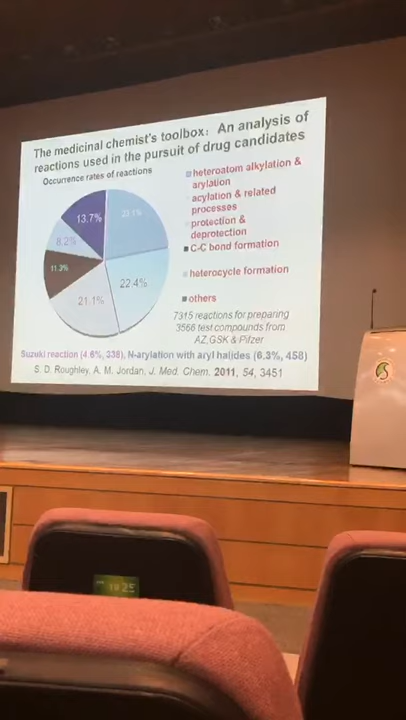 The medicinal chemist's toolbox: An analysis of
reactions used in the pursuit of drug candidates
Occurrence rates of reactions
heteroatom alkylation &
arylation
acylation & related
processes
protection &
deprotection
C-C bond formation
heterocycle formation
others
13.7%
23.1%
8.2%
11.3%
22.4%
21.1%
7315 reactions for preparing
3566 test compounds from
AZ,GSK & Pifzer
Suzuki reaction (4.6%, 338), N-arylation with aryl halides (6.3%, 458)
S. D. Roughley, A. M. Jordan, J. Med. Chem. 2011, 54, 3451